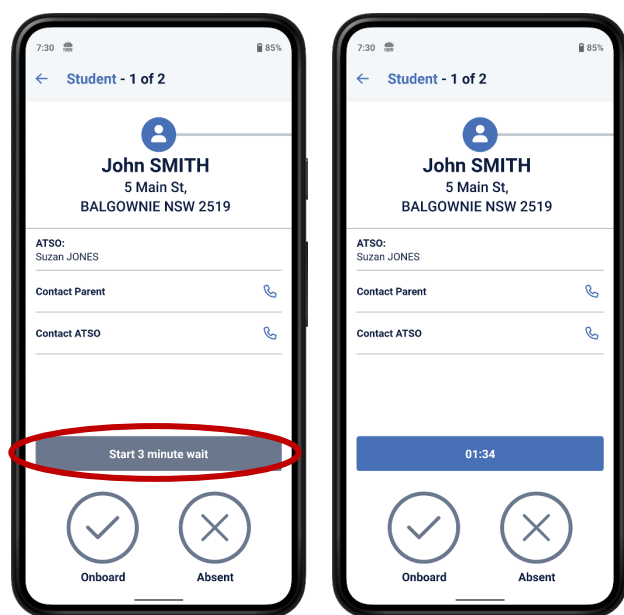 7:30
85%
Student - 1 of 2
John SMITH
5 Main St,
BALGOWNIE NSW 2519
ATSO:
Suzan JONES
Contact Parent
Contact ATSO
Start 3 minute wait
Onboard
Absent
7:30
85%
Student - 1 of 2
John SMITH
5 Main St,
BALGOWNIE NSW 2519
ATSO:
Suzan JONES
Contact Parent
Contact ATSO
01:34
Onboard
Absent